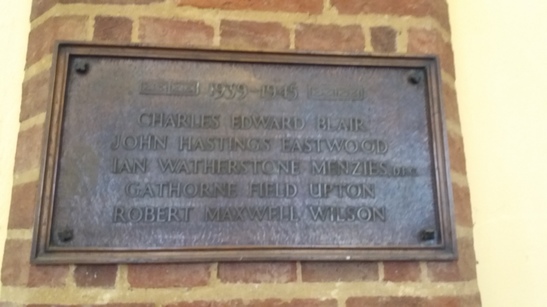 1939-1945
CHARLES EDWARD BLAIR
JOHN HASTINGS EASTWOOD
IAN WATHERSTONE MENZIES
GATHORNE FIELD UPTON
ROBERT MAXWELL WILSON